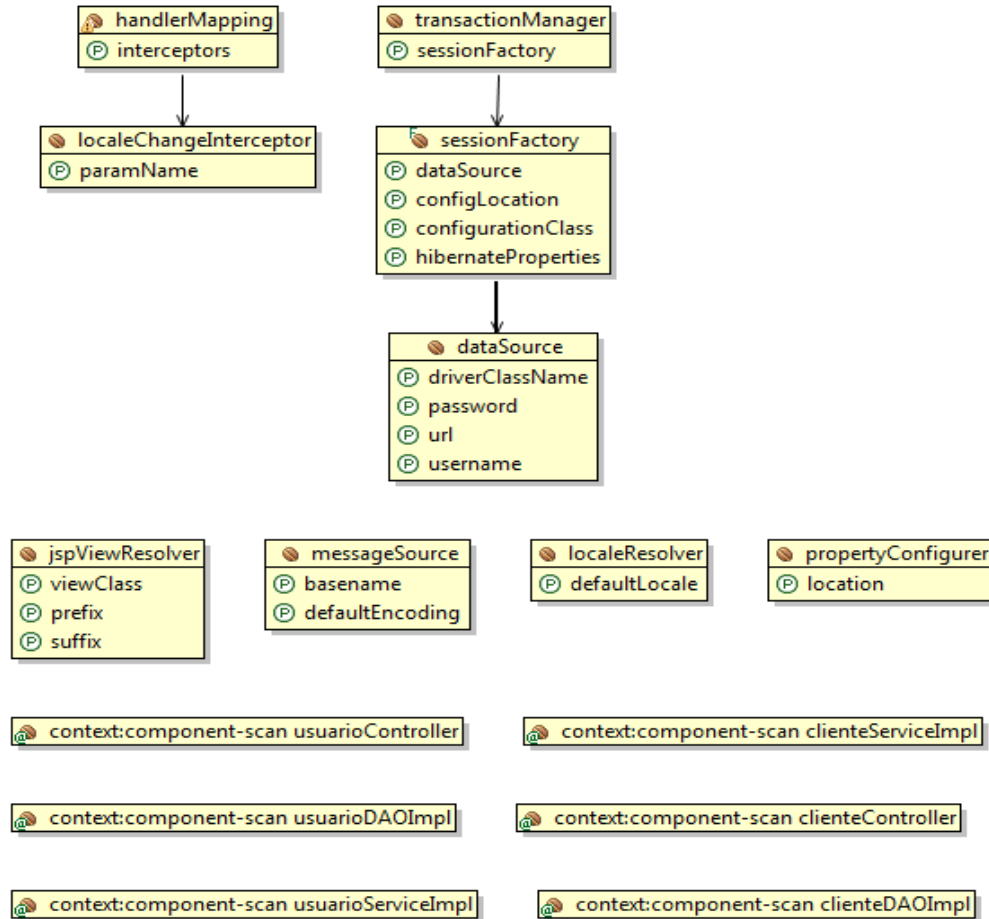 handlerMapping
interceptors
transactionManager
sessionFactory
localeChangeInterceptor
paramName
sessionFactory
dataSource
configLocation
configurationClass
hibernateProperties
dataSource
driverClassName
password
url
username
jspViewResolver
viewClass
prefix
suffix
messageSource
basename
defaultEncoding
localeResolver
defaultLocale
propertyConfigurer
location
context:component-scan usuarioController
context:component-scan clienteServiceImpl
context:component-scan usuarioDAOImpl
context:component-scan clienteController
context:component-scan usuarioServiceImpl
context:component-scan clienteDAOImpl